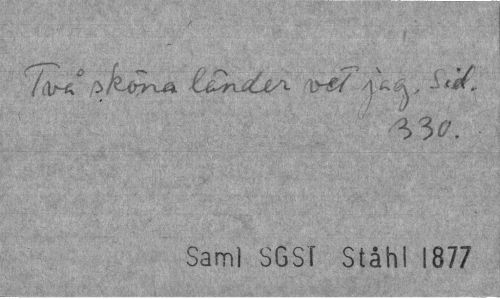 Två sköna länder vet jag. Sid.
330.
Saml SGST Ståhl 1877